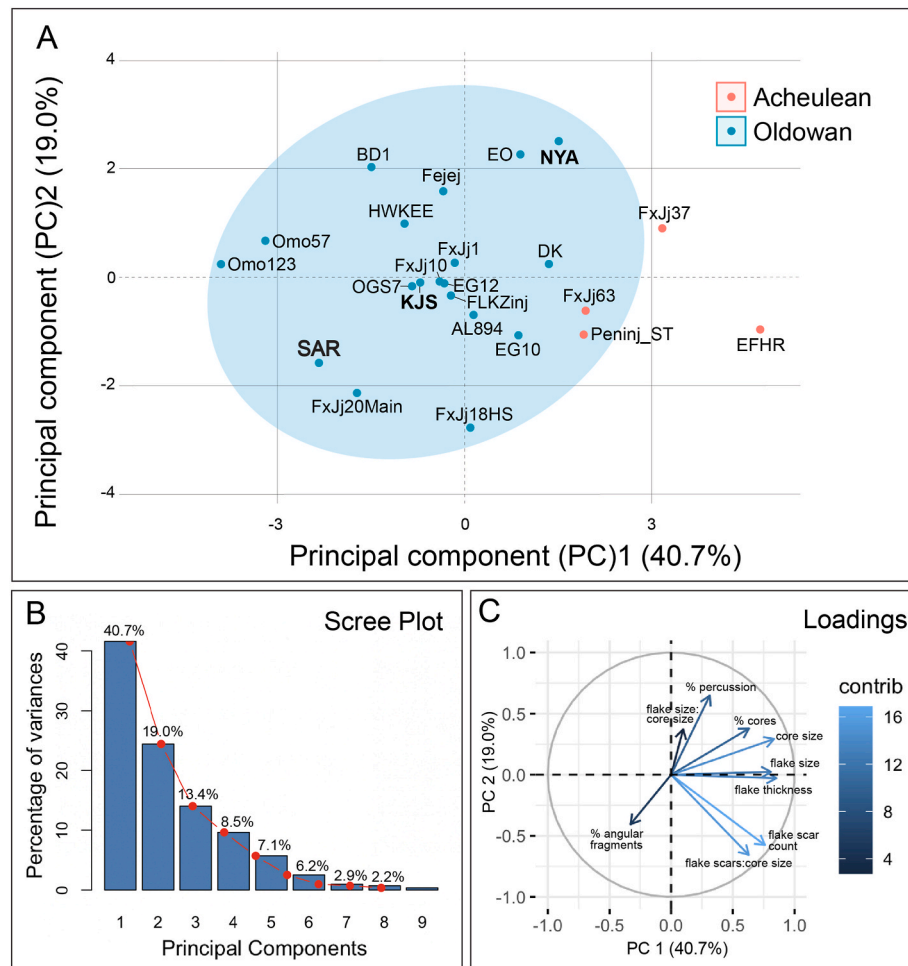 A
Principal component (PC)2 (19.0%)
4
2
0
-2
-4
Acheulean
Oldowan
BD1
EO
NYA
Fejej
HWKEE
FxJj37
Omo57
Omo123
FxJj1
DK
FxJj10
OGS7
EG12
KJS
FLKZinj
FxJj63
AL894
Peninj_ST
EG10
EFHR
SAR
FxJj20Main
FxJj18HS
-3
0
3
Principal component (PC)1 (40.7%)
B
Scree Plot
Percentage of variances
40
30
20
10
0
40.7%
19.0%
13.4%
8.5%
7.1%
6.2%
2.9%
2.2%
1 2 3 4 5 6 7 8 9
Principal Components
C
Loadings
PC 2 (19.0%)
1.0
0.5
0.0
-0.5
-1.0
% percussion
flake size:
core size
% cores
core size
flake size
flake thickness
% angular
fragments
flake scar
count
flake scars:core size
-1.0 -0.5 0.0 0.5 1.0
PC 1 (40.7%)
contrib
16
12
8
4